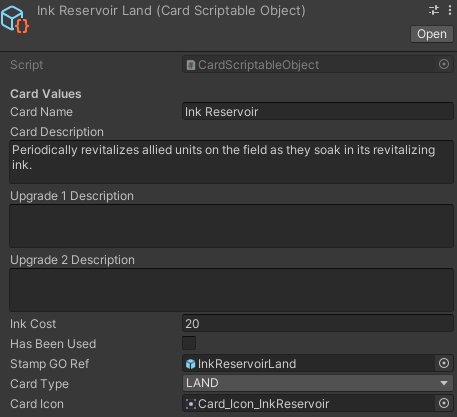 Ink Reservoir Land (Card Scriptable Object)
Open
Script
CardScriptableObject
Card Values
Card Name
Ink Reservoir
Card Description
Periodically revitalizes allied units on the field as they soak in its revitalizing
ink.
Upgrade 1 Description
Upgrade 2 Description
Ink Cost
20
Has Been Used
Stamp GO Ref
InkReservoirLand
Card Type
LAND
Card Icon
Card_Icon_InkReservoir